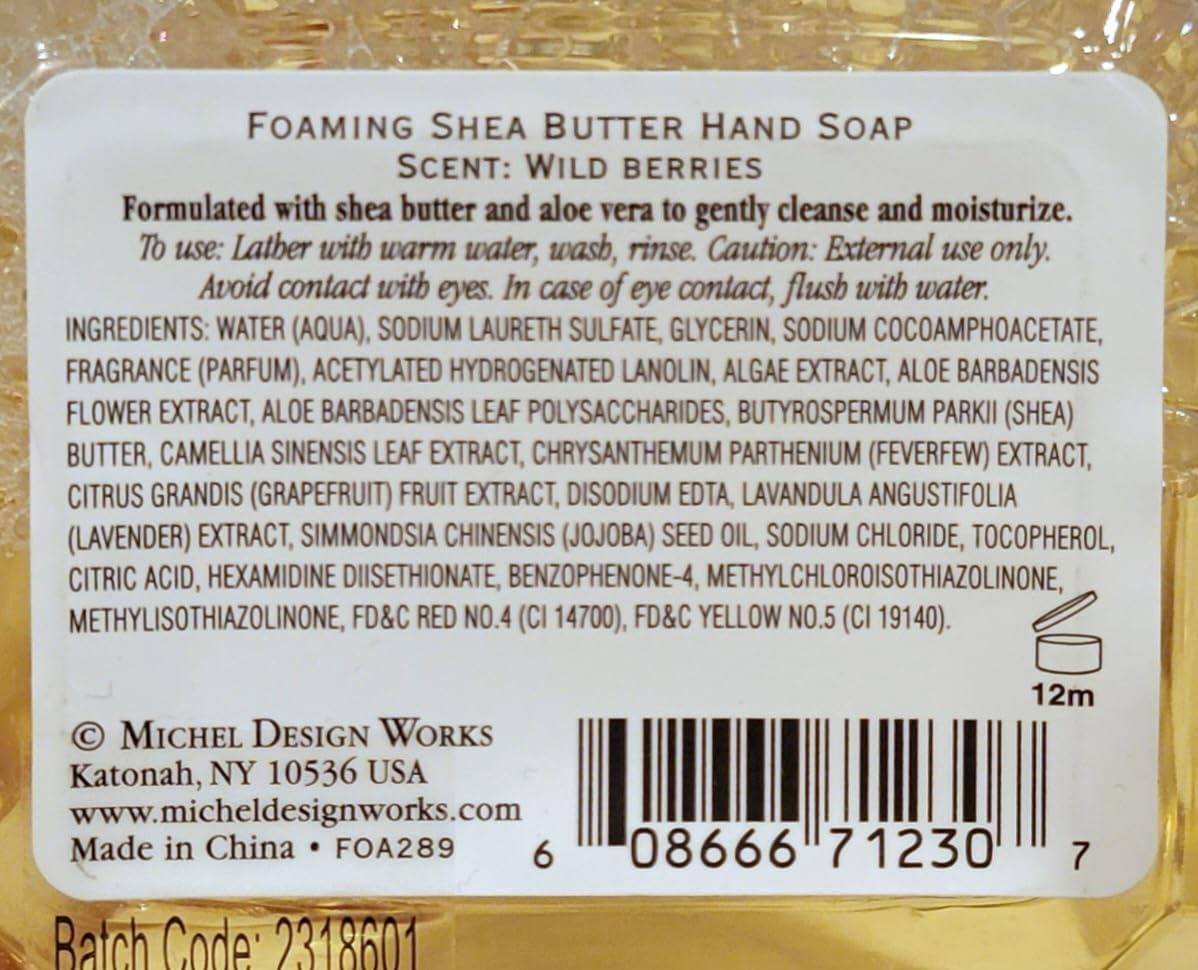 FOAMING SHEA BUTTER HAND SOAP
SCENT: WILD BERRIES
Formulated with shea butter and aloe vera to gently cleanse and moisturize.
To use: Lather with warm water, wash, rinse. Caution: External use only.
Avoid contact with eyes. In case of eye contact, flush with water.
INGREDIENTS: WATER (AQUA), SODIUM LAURETH SULFATE, GLYCERIN, SODIUM COCOAMPHOACETATE,
FRAGRANCE (PARFUM), ACETYLATED HYDROGENATED LANOLIN, ALGAE EXTRACT, ALOE BARBADENSIS
FLOWER EXTRACT, ALOE BARBADENSIS LEAF POLYSACCHARIDES, BUTYROSPERMUM PARKII (SHEA)
BUTTER, CAMELLIA SINENSIS LEAF EXTRACT, CHRYSANTHEMUM PARTHENIUM (FEVERFEW) EXTRACT,
CITRUS GRANDIS (GRAPEFRUIT) FRUIT EXTRACT, DISODIUM EDTA, LAVANDULA ANGUSTIFOLIA
(LAVENDER) EXTRACT, SIMMONDSIA CHINENSIS (JOJOBA) SEED OIL, SODIUM CHLORIDE, TOCOPHEROL,
CITRIC ACID, HEXAMIDINE DIISETHIONATE, BENZOPHENONE-4, METHYLCHLOROISOTHIAZOLINONE,
METHYLISOTHIAZOLINONE, FD&C RED NO.4 (CI 14700), FD&C YELLOW NO.5 (CI 19140).
12m
© MICHEL DESIGN WORKS
Katonah, NY 10536 USA
www.micheldesignworks.com
Made in China • FOA289
6 08666 71230 7
Batch Code: 2318601